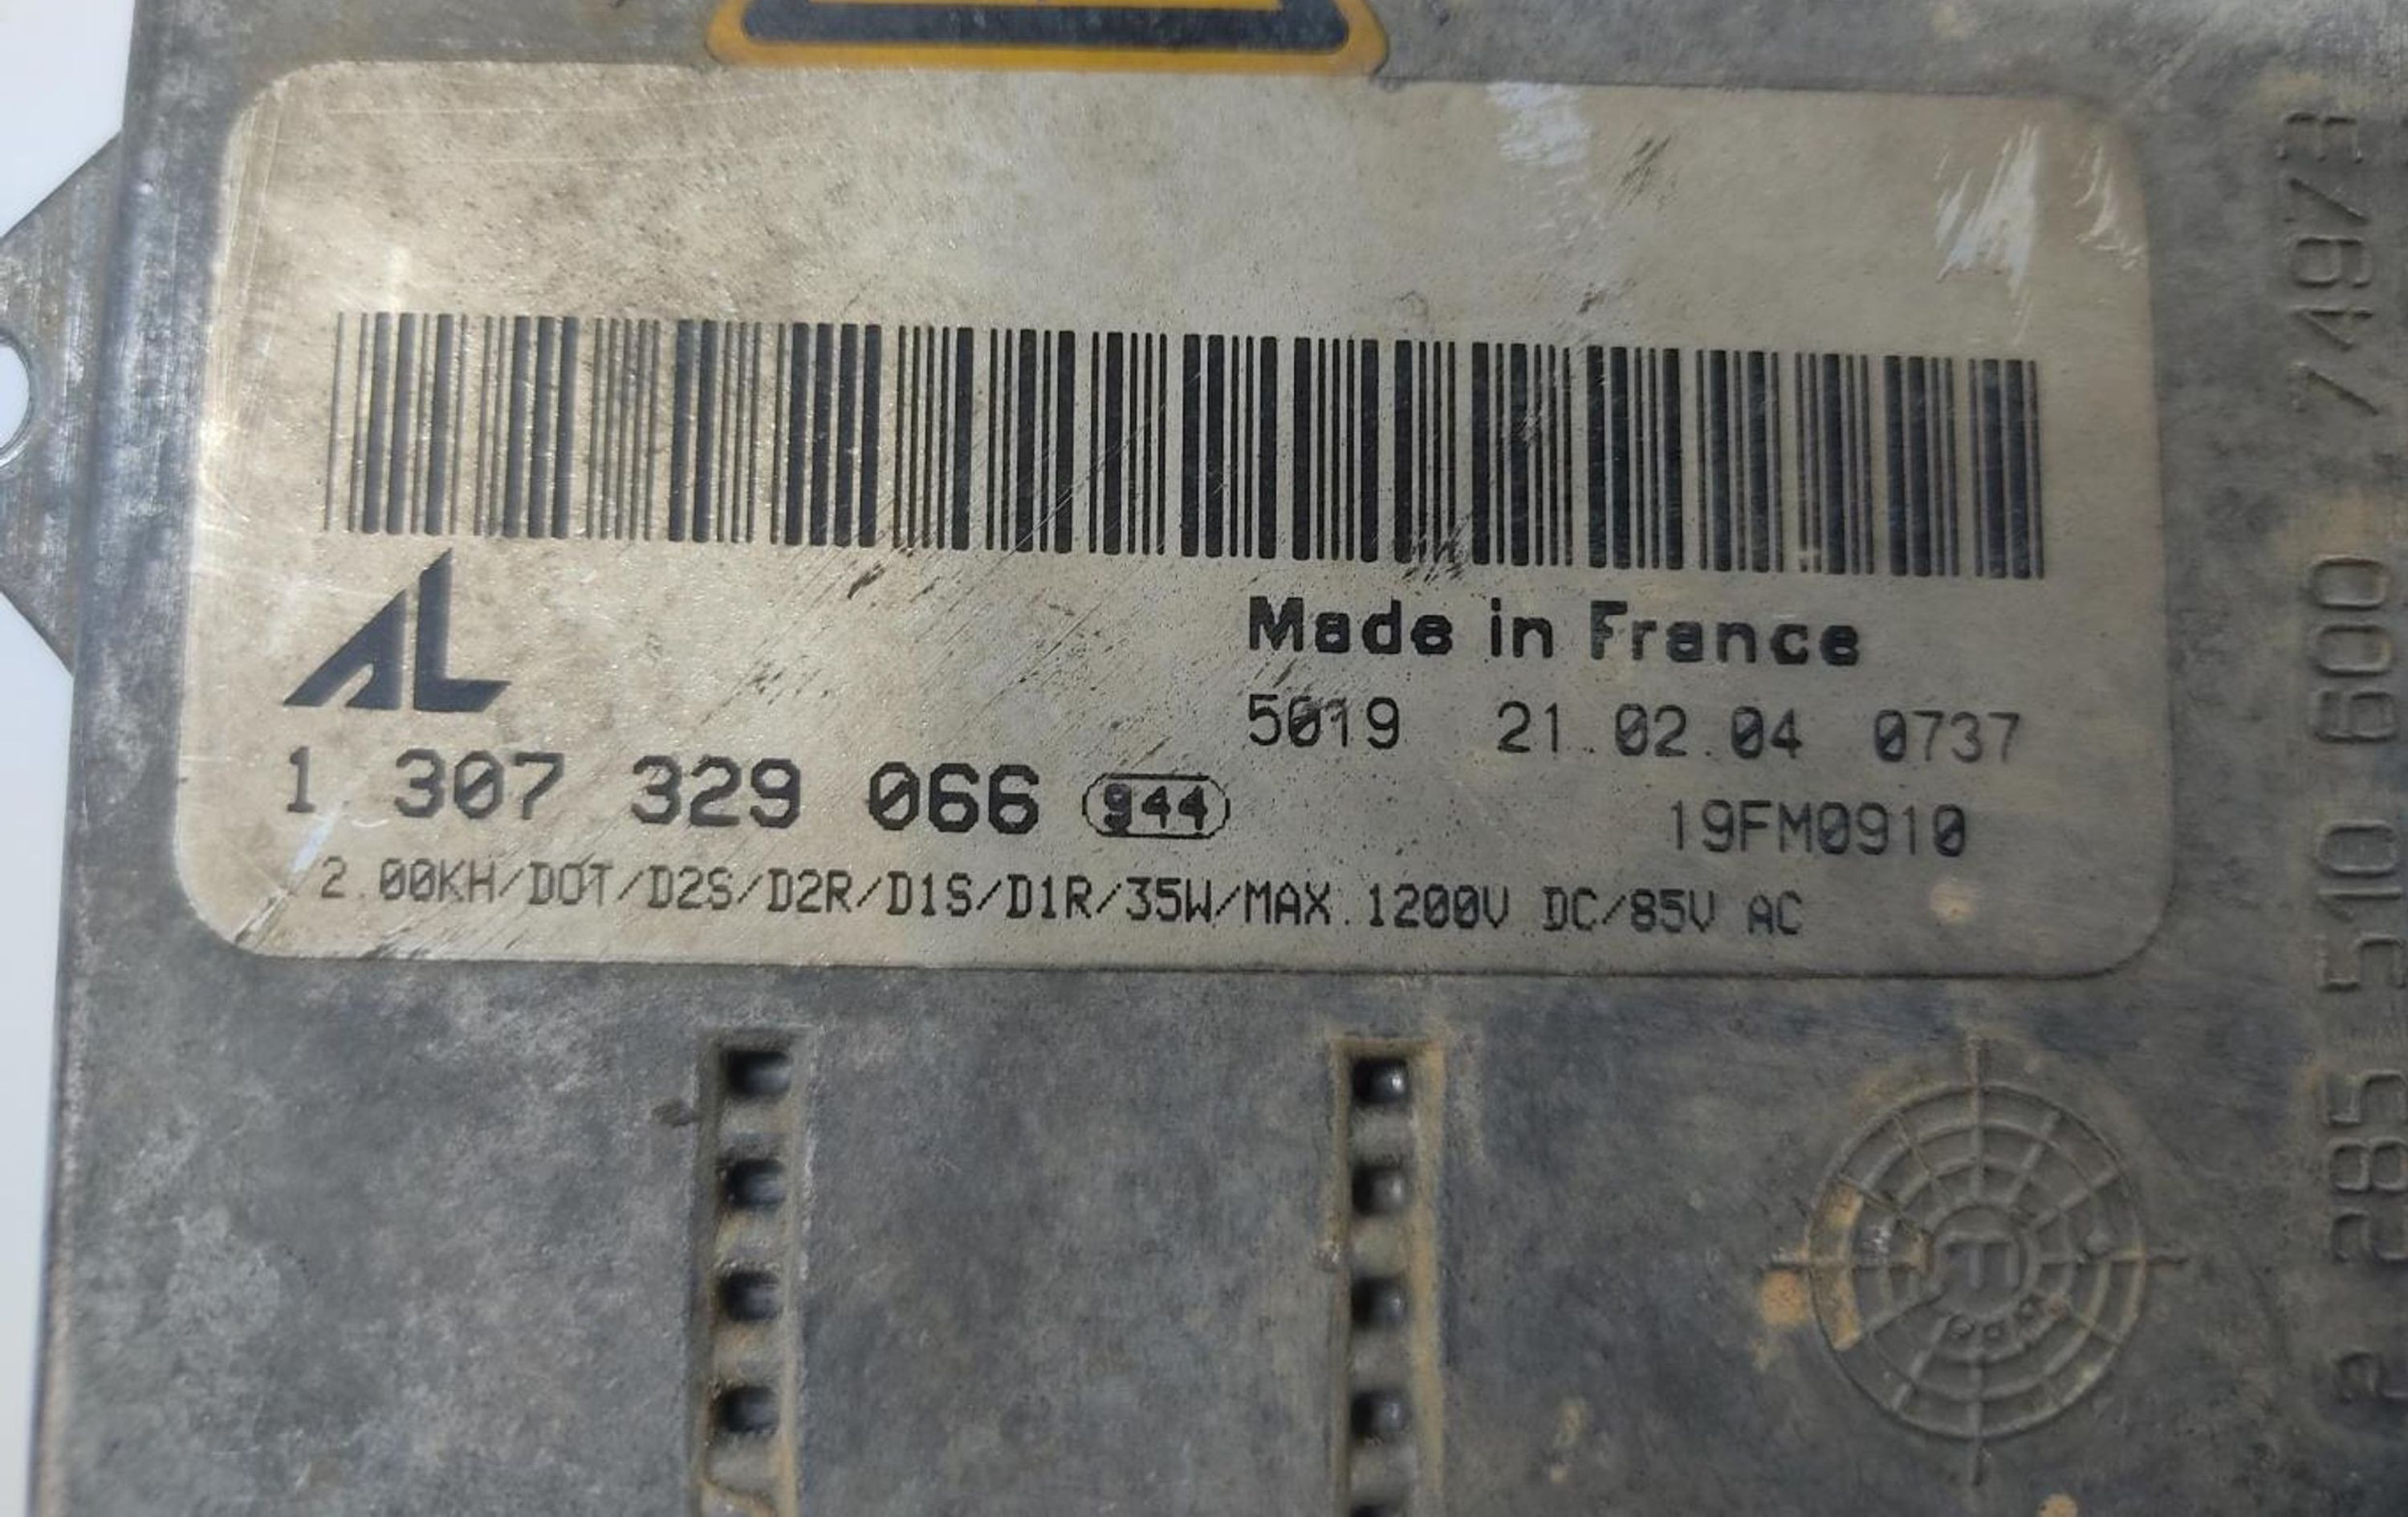 AL
Made in France
5019 21.02.04 0737
1 307 329 066 944
19FM0910
/2.00KH/DOT/D2S/D2R/D1S/D1R/35W/MAX.1200V DC/85V AC
285 510 600 /4973